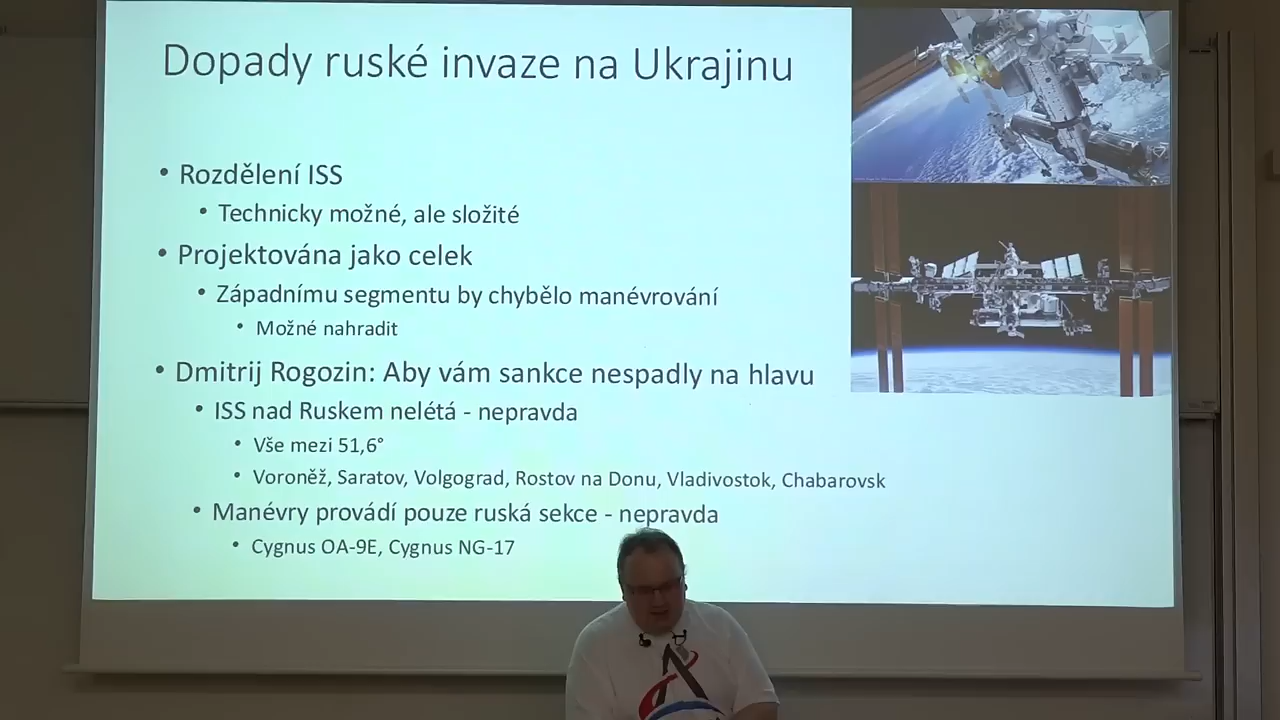 Dopady ruské invaze na Ukrajinu
• Rozdělení ISS
• Technicky možné, ale složité
• Projektována jako celek
• Západnímu segmentu by chybělo manévrování
• Možné nahradit
• Dmitrij Rogozin: Aby vám sankce nespadly na hlavu
• ISS nad Ruskem nelétá - nepravda
• Vše mezi 51,6°
• Voroněž, Saratov, Volgograd, Rostov na Donu, Vladivostok, Chabarovsk
• Manévry provádí pouze ruská sekce - nepravda
• Cygnus OA-9E, Cygnus NG-17